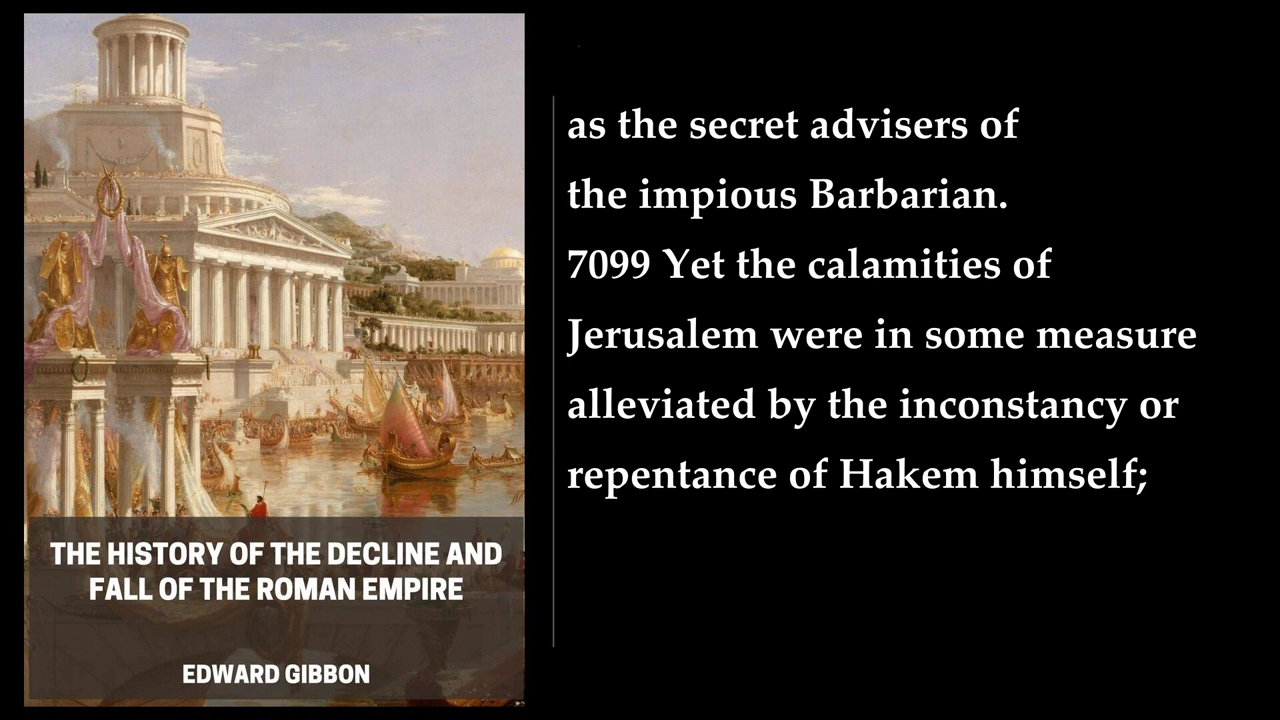 THE HISTORY OF THE DECLINE AND
FALL OF THE ROMAN EMPIRE
EDWARD GIBBON
as the secret advisers of
the impious Barbarian.
7099 Yet the calamities of
Jerusalem were in some measure
alleviated by the inconstancy or
repentance of Hakem himself;